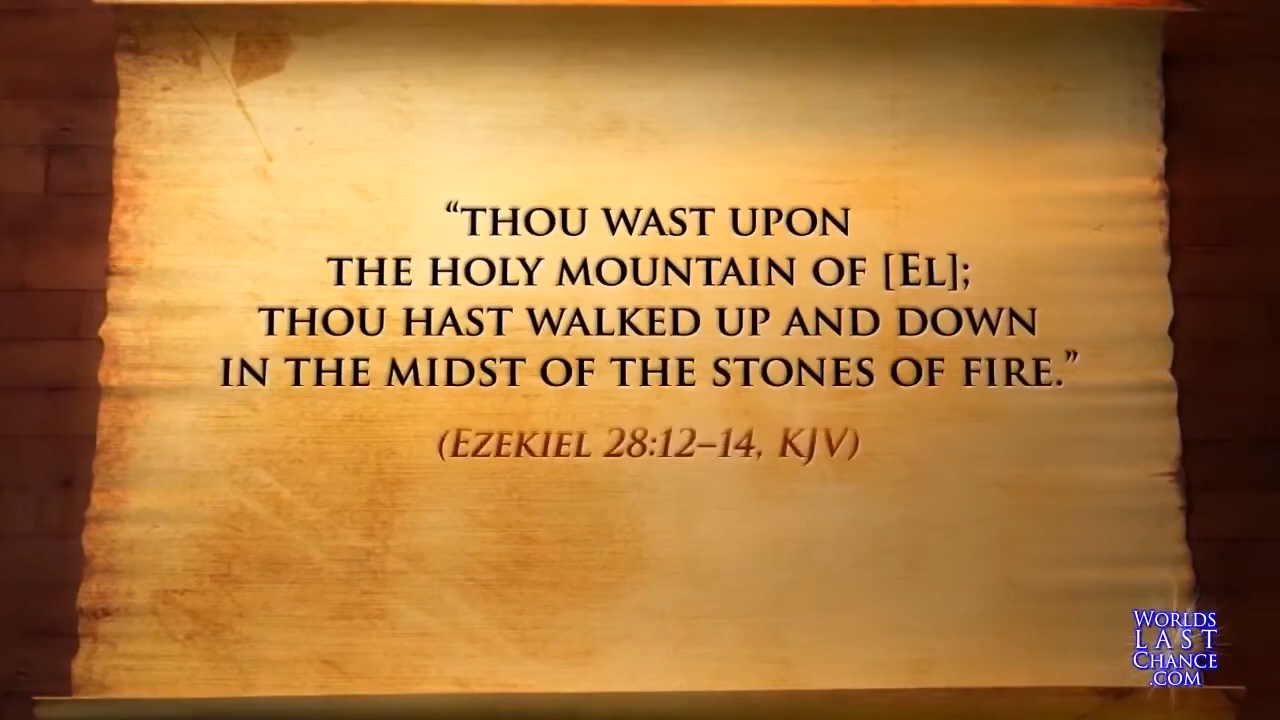 “THOU WAST UPON
THE HOLY MOUNTAIN OF [EL];
THOU HAST WALKED UP AND DOWN
IN THE MIDST OF THE STONES OF FIRE.”
(EZEKIEL 28:12–14, KJV)
WORLDS
LAST
CHANCE
.COM